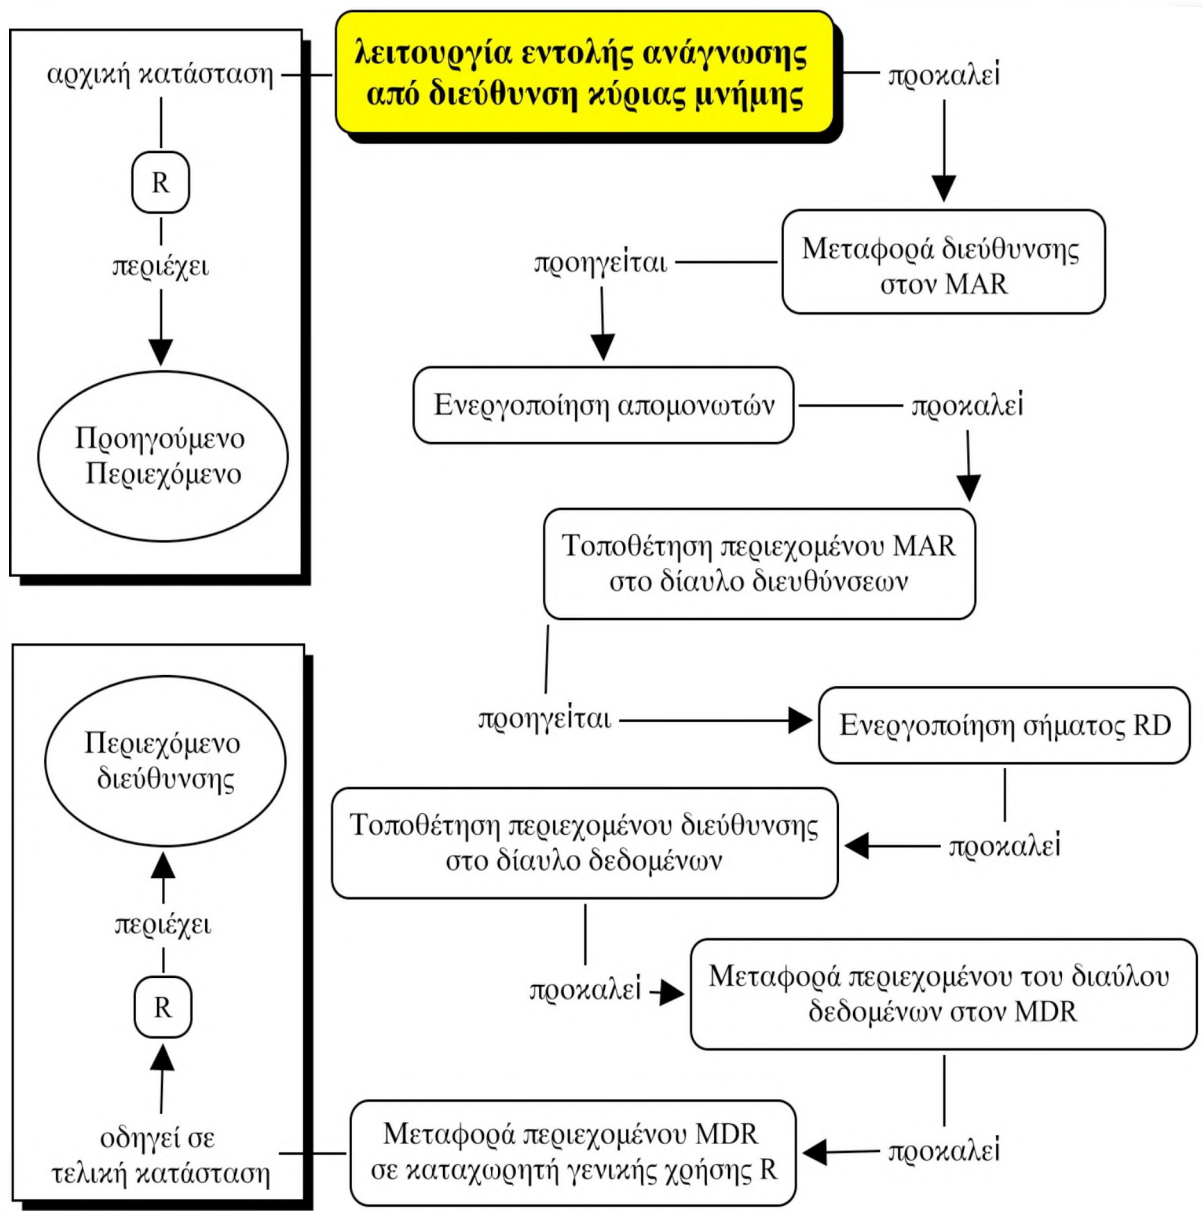 λειτουργία εντολής ανάγνωσης
από διεύθυνση κύριας μνήμης
αρχική κατάσταση
R
περιέχει
Προηγούμενο
Περιεχόμενο
προκαλεί
Μεταφορά διεύθυνσης
στον MAR
προηγείται
Ενεργοποίηση απομονωτών
προκαλεί
Τοποθέτηση περιεχομένου MAR
στο δίαυλο διευθύνσεων
προηγείται
Ενεργοποίηση σήματος RD
προκαλεί
Τοποθέτηση περιεχομένου διεύθυνσης
στο δίαυλο δεδομένων
προκαλεί
Μεταφορά περιεχομένου του διαύλου
δεδομένων στον MDR
προκαλεί
Μεταφορά περιεχομένου MDR
σε καταχωρητή γενικής χρήσης R
οδηγεί σε
τελική κατάσταση
R
περιέχει
Περιεχόμενο
διεύθυνσης